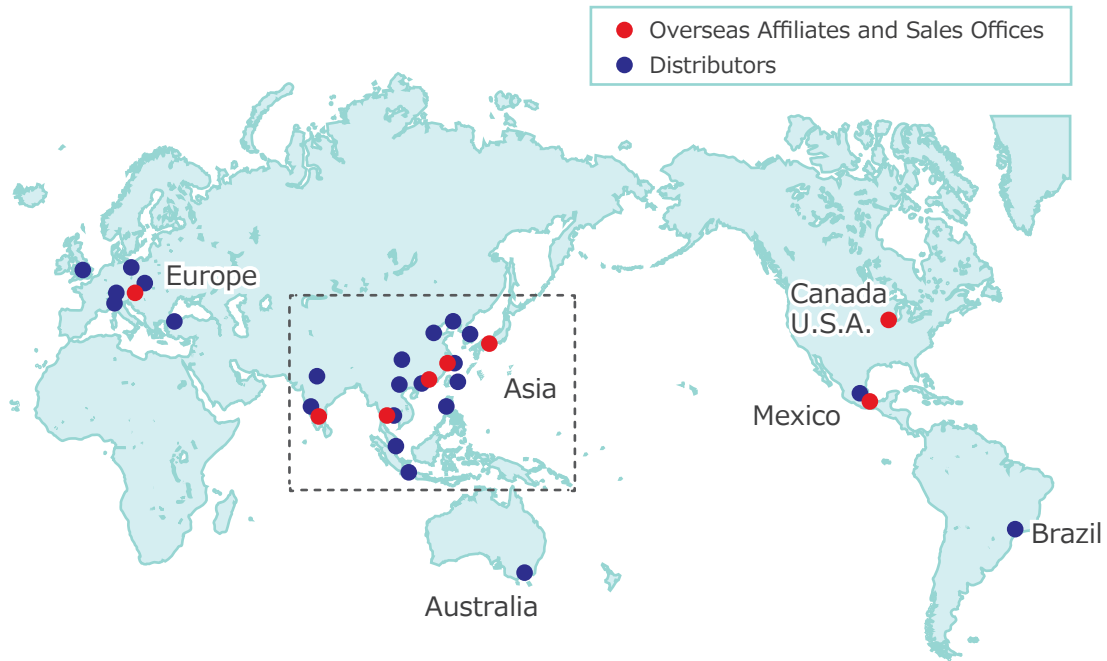 Overseas Affiliates and Sales Offices
Distributors
Europe
Canada
U.S.A.
Asia
Mexico
Brazil
Australia